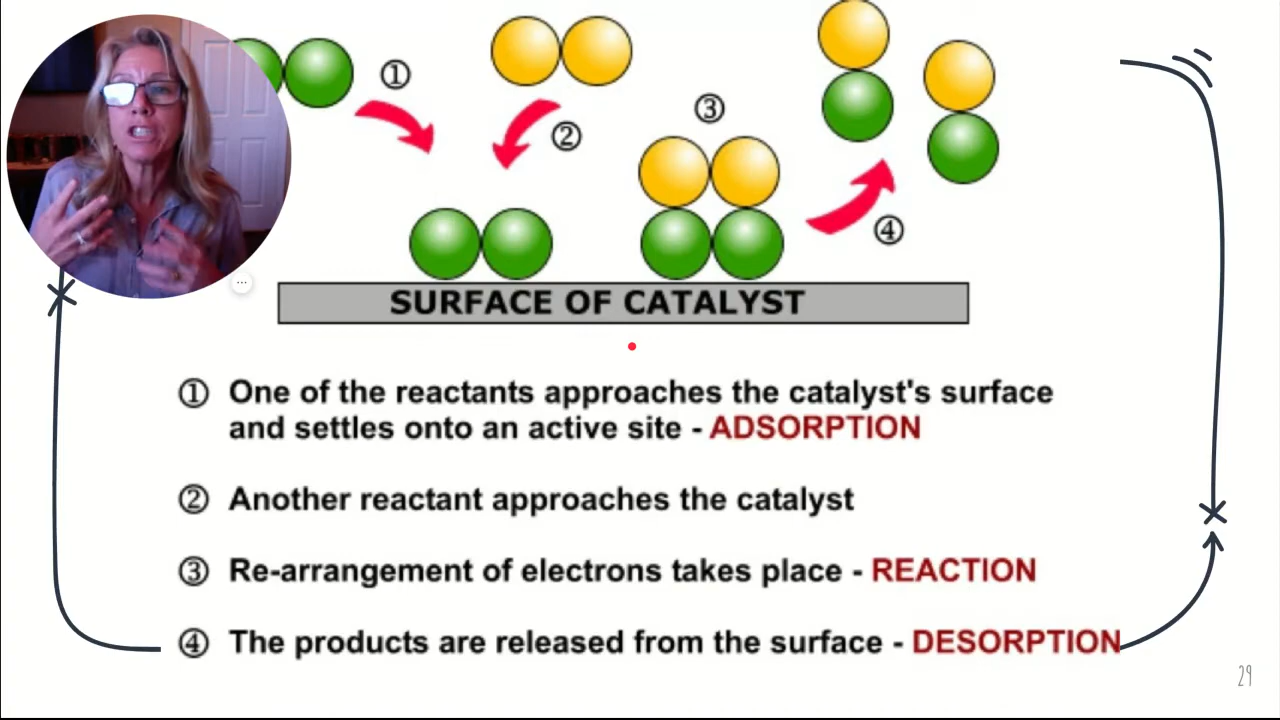 ①
②
③
④
SURFACE OF CATALYST
① One of the reactants approaches the catalyst's surface
and settles onto an active site - ADSORPTION
② Another reactant approaches the catalyst
③ Re-arrangement of electrons takes place - REACTION
④ The products are released from the surface - DESORPTION
29